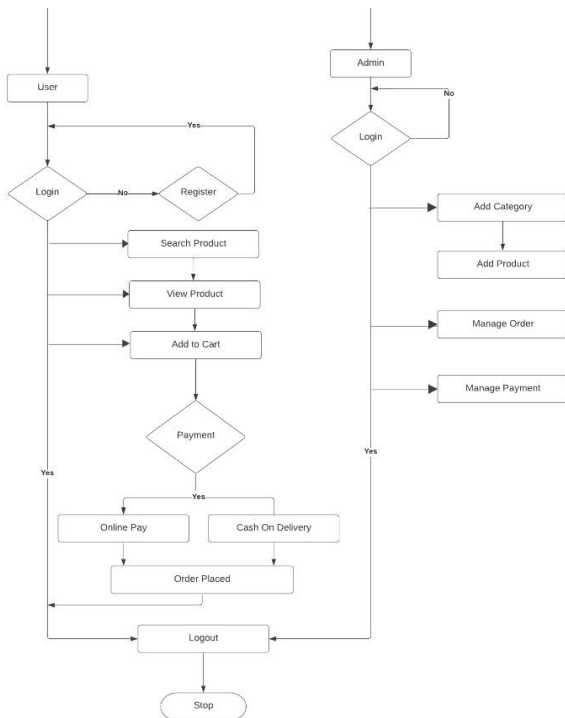 User
Yes
Login
No
Register
Search Product
View Product
Add to Cart
Payment
Yes
Yes
Online Pay
Cash On Delivery
Order Placed
Admin
No
Login
Add Category
Add Product
Manage Order
Manage Payment
Yes
Logout
Stop